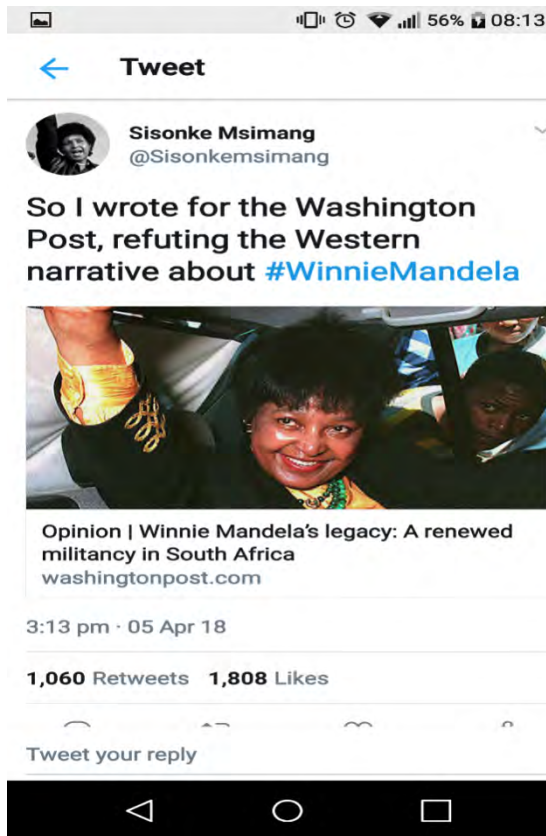 56% 08:13
Tweet
Sisonke Msimang
@Sisonkemsimang
So I wrote for the Washington
Post, refuting the Western
narrative about #WinnieMandela
Opinion | Winnie Mandela's legacy: A renewed
militancy in South Africa
washingtonpost.com
3:13 pm · 05 Apr 18
1,060 Retweets 1,808 Likes
Tweet your reply